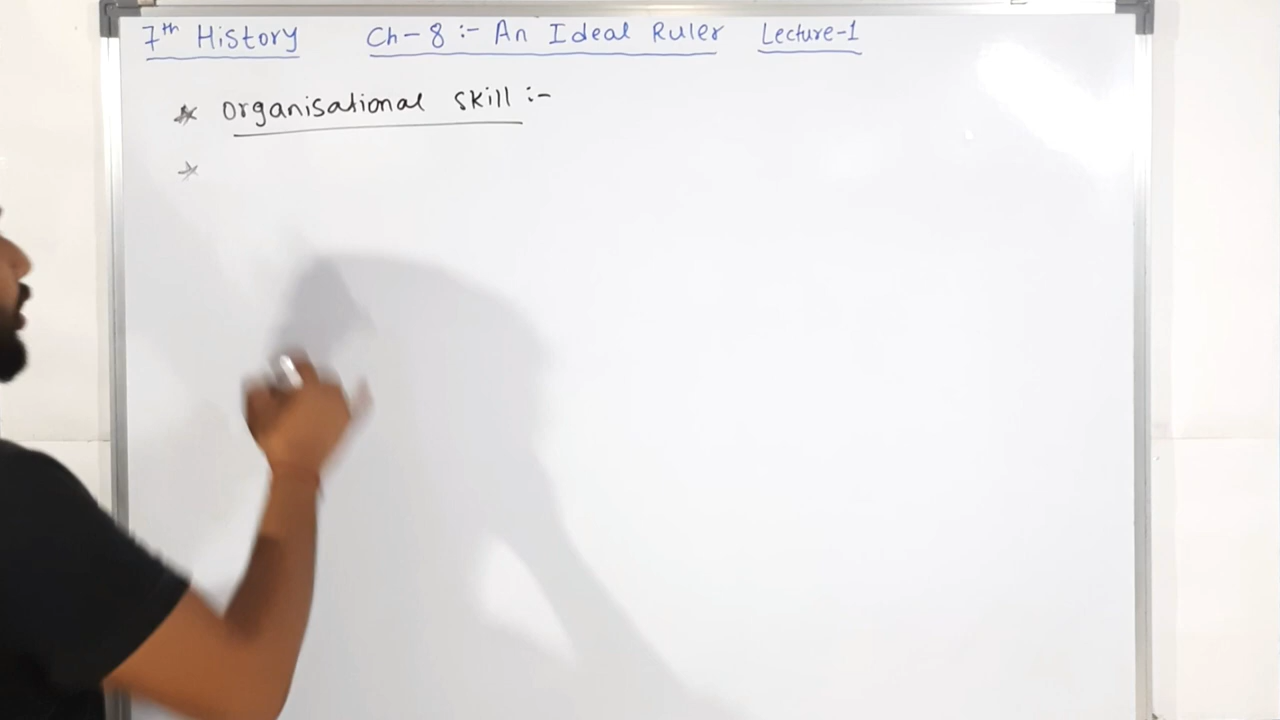 7th History Ch-8 :- An Ideal Ruler Lecture-1
* Organisational skill :-
*